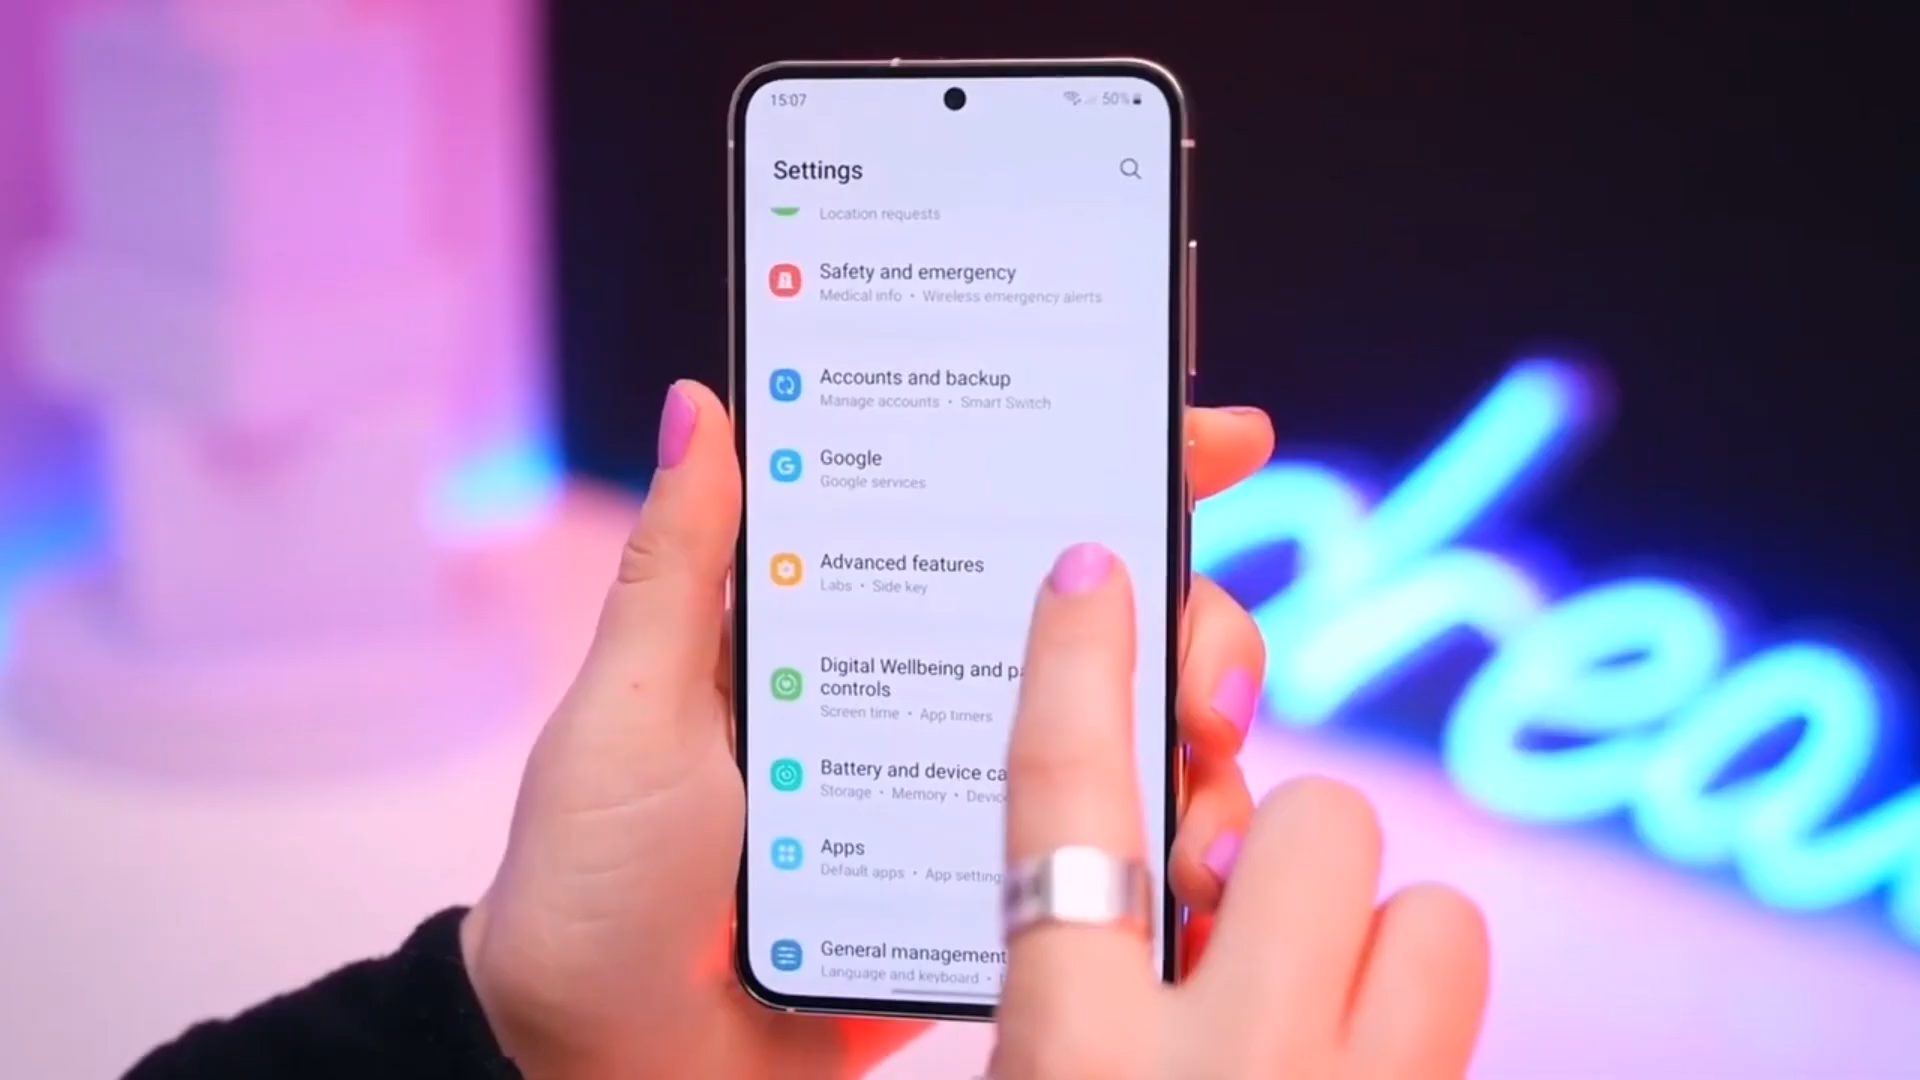 15:07
50%
Settings
Location requests
Safety and emergency
Medical info • Wireless emergency alerts
Accounts and backup
Manage accounts • Smart Switch
Google
Google services
Advanced features
Labs • Side key
Digital Wellbeing and
controls
Screen time • App timers
Battery and device
Storage • Memory •
Apps
Default apps • App
General management
Language and keyboard •